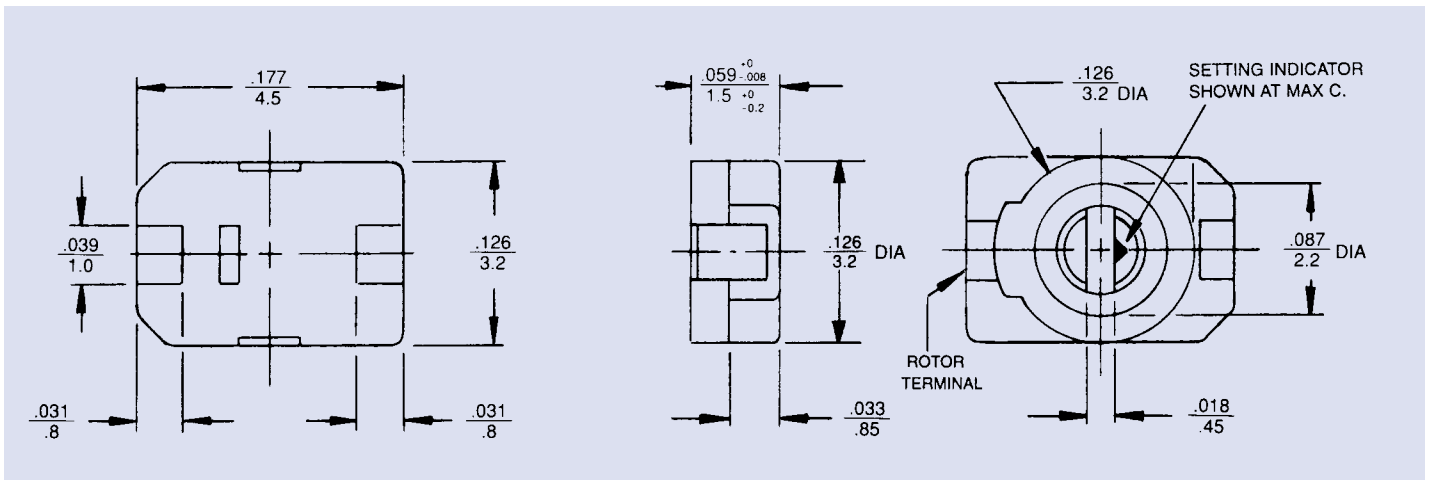 .177
4.5
.039
1.0
.126
3.2
.031
.8
.031
.8
.059 +0 -.008
1.5 +0 -0.2
.126
3.2 DIA
.033
.85
.126
3.2 DIA
SETTING INDICATOR
SHOWN AT MAX C.
.087
2.2 DIA
ROTOR
TERMINAL
.018
.45